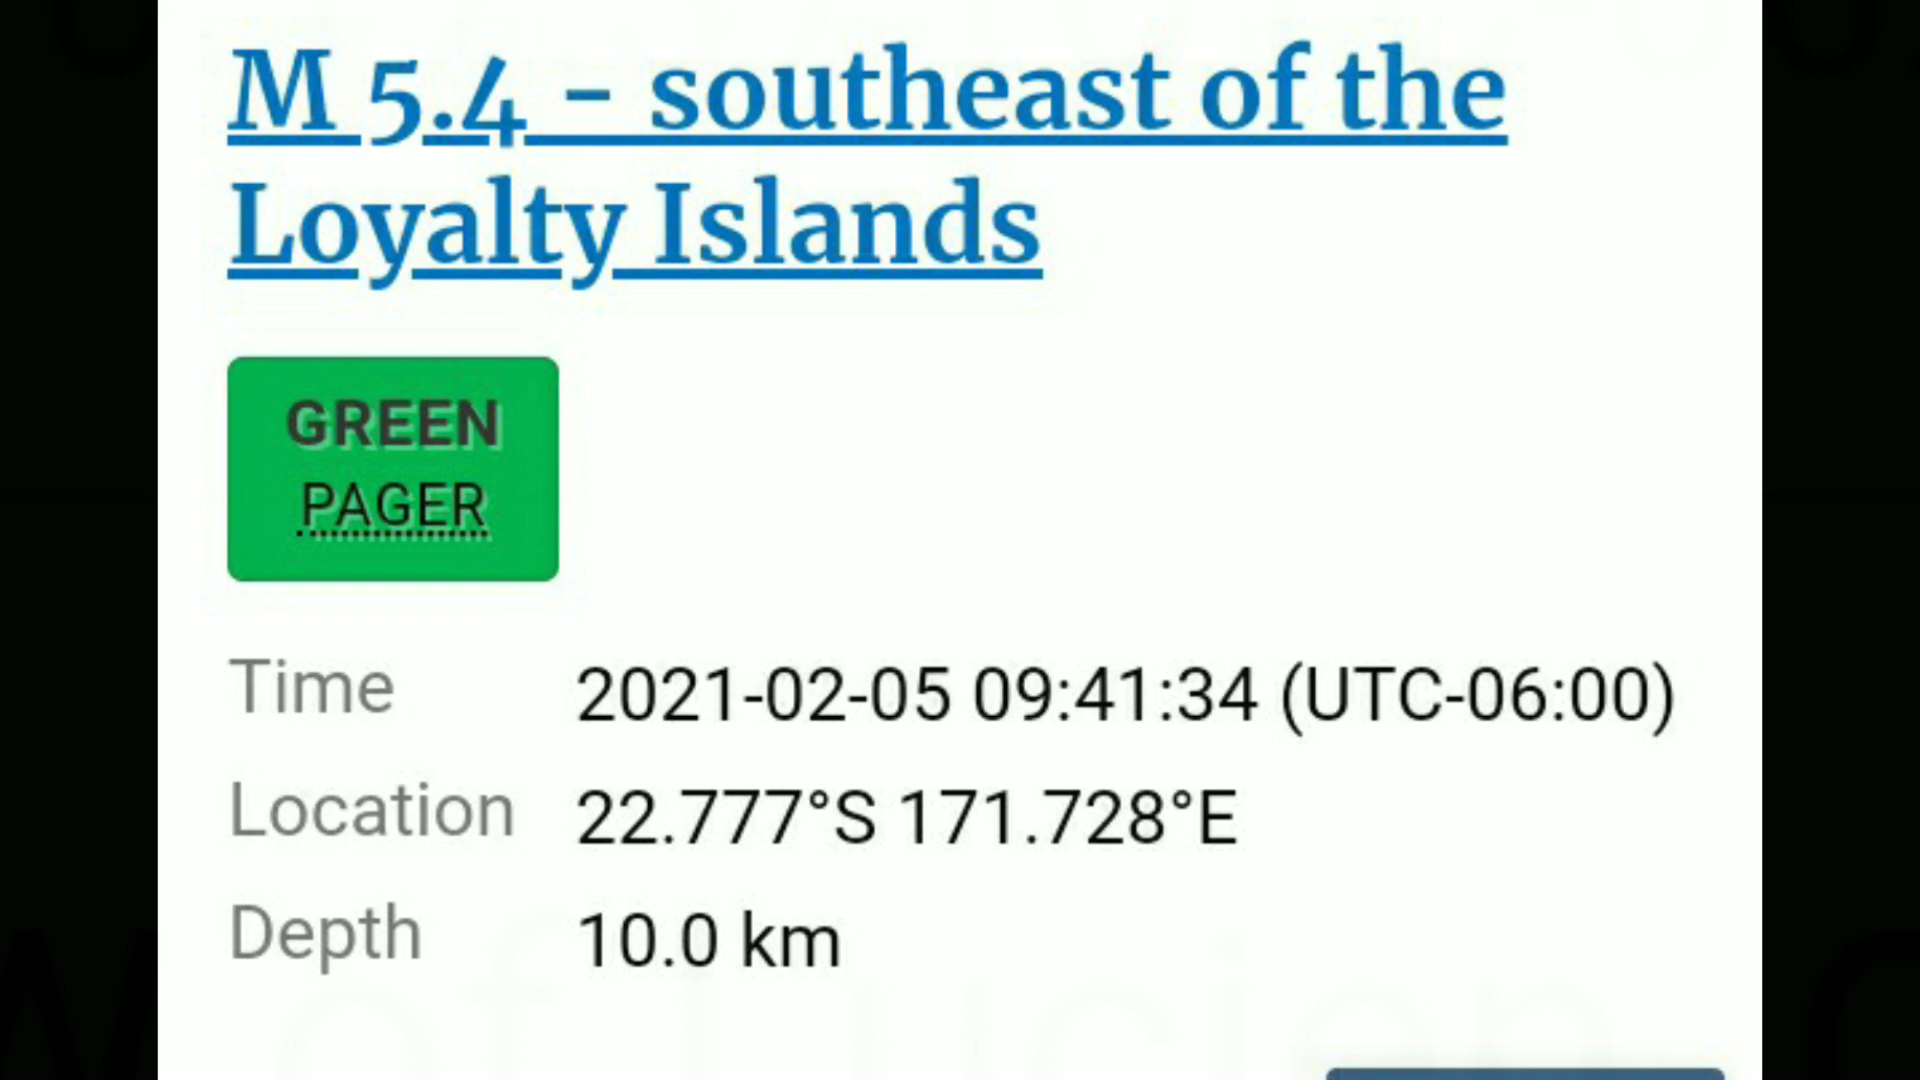 M 5.4 - southeast of the
Loyalty Islands
GREEN
PAGER
Time 2021-02-05 09:41:34 (UTC-06:00)
Location 22.777°S 171.728°E
Depth 10.0 km